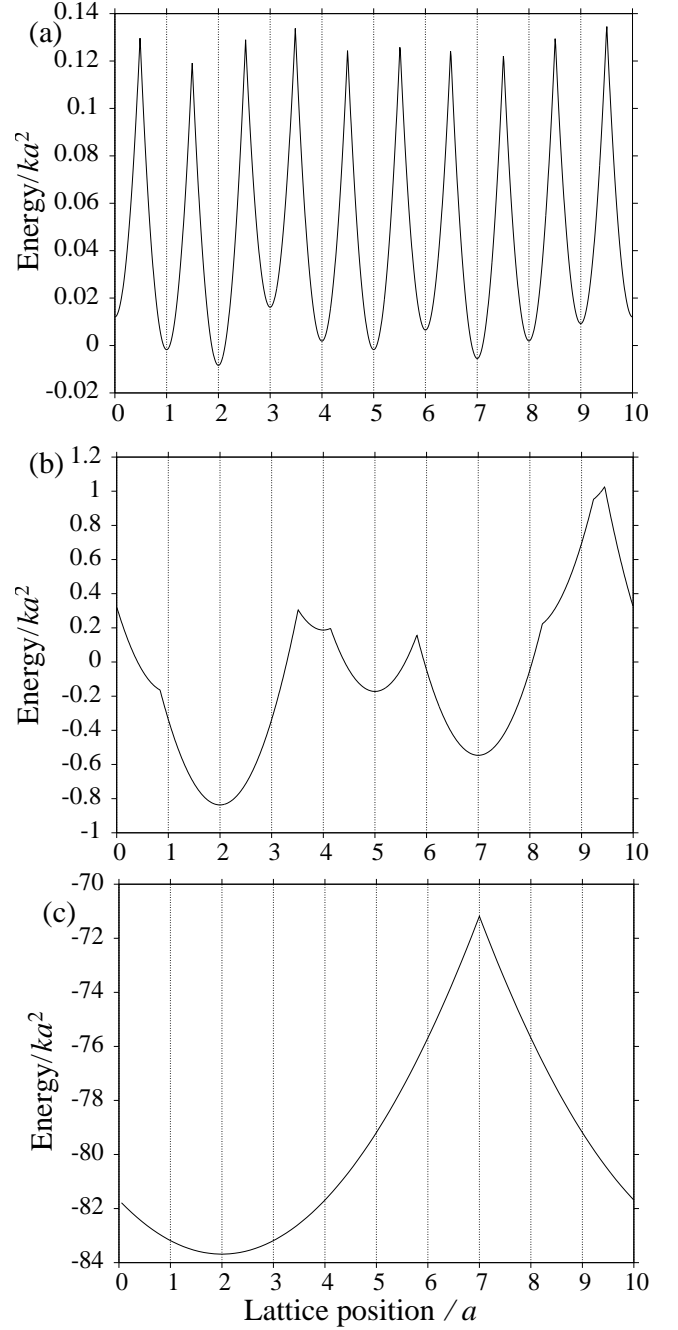 (a)
Energy/ka²
0.14
0.12
0.1
0.08
0.06
0.04
0.02
0
-0.02
0 1 2 3 4 5 6 7 8 9 10
(b)
Energy/ka²
1.2
1
0.8
0.6
0.4
0.2
0
-0.2
-0.4
-0.6
-0.8
-1
0 1 2 3 4 5 6 7 8 9 10
(c)
Energy/ka²
-70
-72
-74
-76
-78
-80
-82
-84
0 1 2 3 4 5 6 7 8 9 10
Lattice position / a